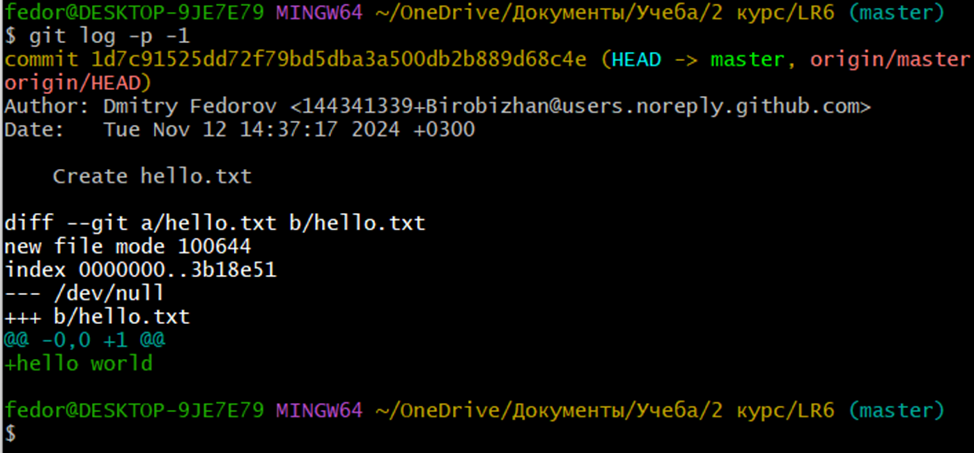 fedor@DESKTOP-9JE7E79 MINGW64 ~/OneDrive/Документы/Учеба/2 курс/LR6 (master)
$ git log -p -1
commit 1d7c91525dd72f79bd5dba3a500db2b889d68c4e (HEAD -> master, origin/master
origin/HEAD)
Author: Dmitry Fedorov <144341339+Birobizhan@users.noreply.github.com>
Date:   Tue Nov 12 14:37:17 2024 +0300

    Create hello.txt

diff --git a/hello.txt b/hello.txt
new file mode 100644
index 0000000..3b18e51
--- /dev/null
+++ b/hello.txt
@@ -0,0 +1 @@
+hello world

fedor@DESKTOP-9JE7E79 MINGW64 ~/OneDrive/Документы/Учеба/2 курс/LR6 (master)
$